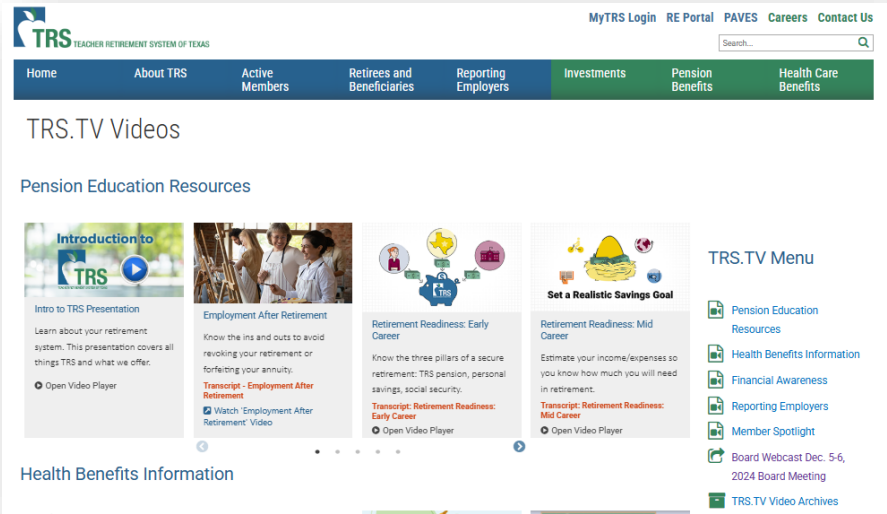 MyTRS Login RE Portal PAVES Careers Contact Us
TRS TEACHER RETIREMENT SYSTEM OF TEXAS
Search...
Home
About TRS
Active
Members
Retirees and
Beneficiaries
Reporting
Employers
Investments
Pension
Benefits
Health Care
Benefits
TRS.TV Videos
Pension Education Resources
Introduction to
TRS
Intro to TRS Presentation
Learn about your retirement
system. This presentation covers all
things TRS and what we offer.
Open Video Player
Employment After Retirement
Know the ins and outs to avoid
revoking your retirement or
forfeiting your annuity.
Transcript - Employment After
Retirement
Watch 'Employment After
Retirement' Video
TRS
Retirement Readiness: Early
Career
Know the three pillars of a secure
retirement: TRS pension, personal
savings, social security.
Transcript: Retirement Readiness:
Early Career
Open Video Player
Set a Realistic Savings Goal
Retirement Readiness: Mid
Career
Estimate your income/expenses so
you know how much you will need
in retirement.
Transcript: Retirement Readiness:
Mid Career
Open Video Player
TRS.TV Menu
Pension Education
Resources
Health Benefits Information
Financial Awareness
Reporting Employers
Member Spotlight
Board Webcast Dec. 5-6,
2024 Board Meeting
TRS.TV Video Archives
Health Benefits Information